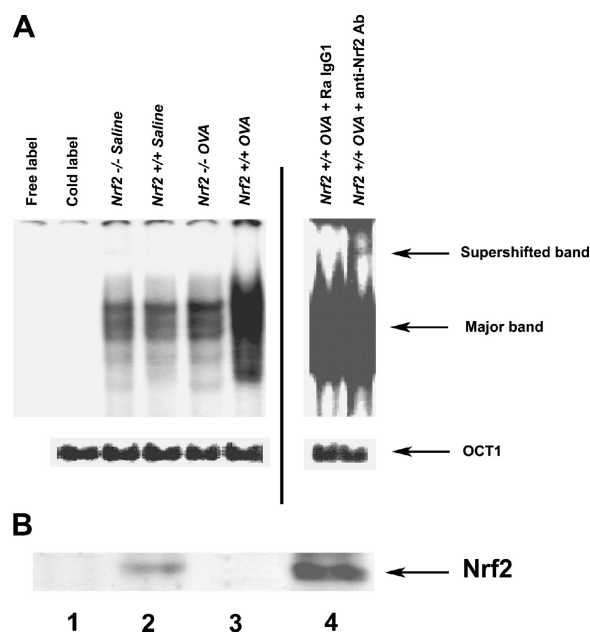 A
Free label
Cold label
Nrf2 -/- Saline
Nrf2 +/+ Saline
Nrf2 -/- OVA
Nrf2 +/+ OVA
Nrf2 +/+ OVA + Ra IgG1
Nrf2 +/+ OVA + anti-Nrf2 Ab
Supershifted band
Major band
OCT1
B
Nrf2
1 2 3 4